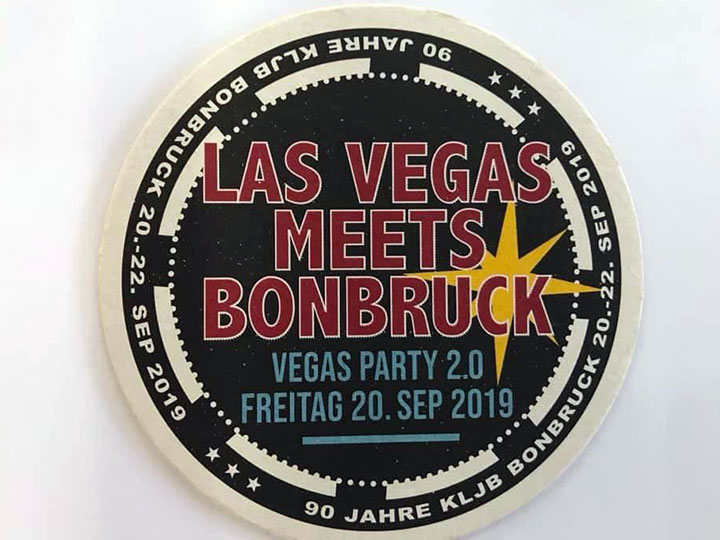 LAS VEGAS
MEETS
BONBRUCK
VEGAS PARTY 2.0
FREITAG 20. SEP 2019
90 JAHRE KLJB BONBRUCK 20.-22. SEP 2019
90 JAHRE KLJB BONBRUCK 20.-22. SEP 2019